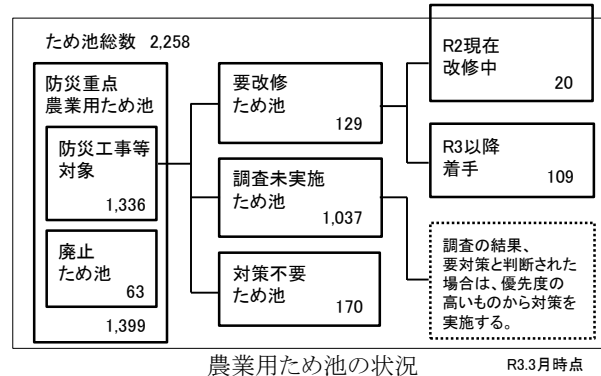 ため池総数 2,258
防災重点
農業用ため池
防災工事等
対象
1,336
廃止
ため池
63
1,399
要改修
ため池
129
調査未実施
ため池
1,037
対策不要
ため池
170
R2現在
改修中
20
R3以降
着手
109
調査の結果、
要対策と判断された
場合は、優先度の
高いものから対策を
実施する。
農業用ため池の状況
R3.3月時点